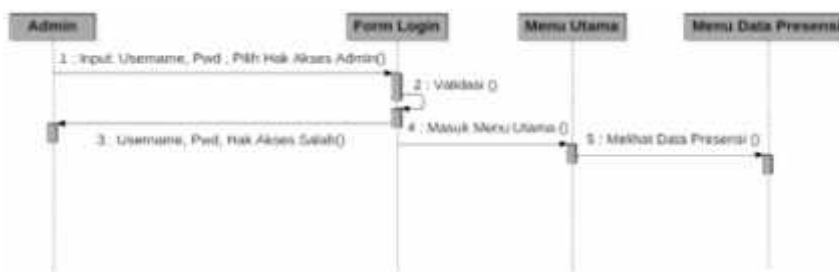 Admin
Form Login
Menu Utama
Menu Data Presensi
1 : Input Username, Pwd , Pilih Hak Akses Admin()
2 : Validasi ()
3 : Username, Pwd, Hak Akses Salah()
4 : Masuk Menu Utama ()
5 : Melihat Data Presensi ()